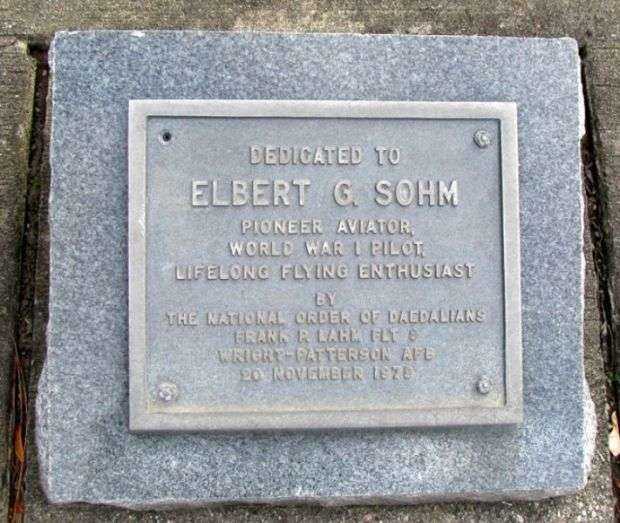 DEDICATED TO
ELBERT G. SOHM
PIONEER AVIATOR,
WORLD WAR I PILOT,
LIFELONG FLYING ENTHUSIAST
BY
THE NATIONAL ORDER OF DAEDALIANS
FRANK P. LAHM FLT 9
WRIGHT-PATTERSON AFB
20 NOVEMBER